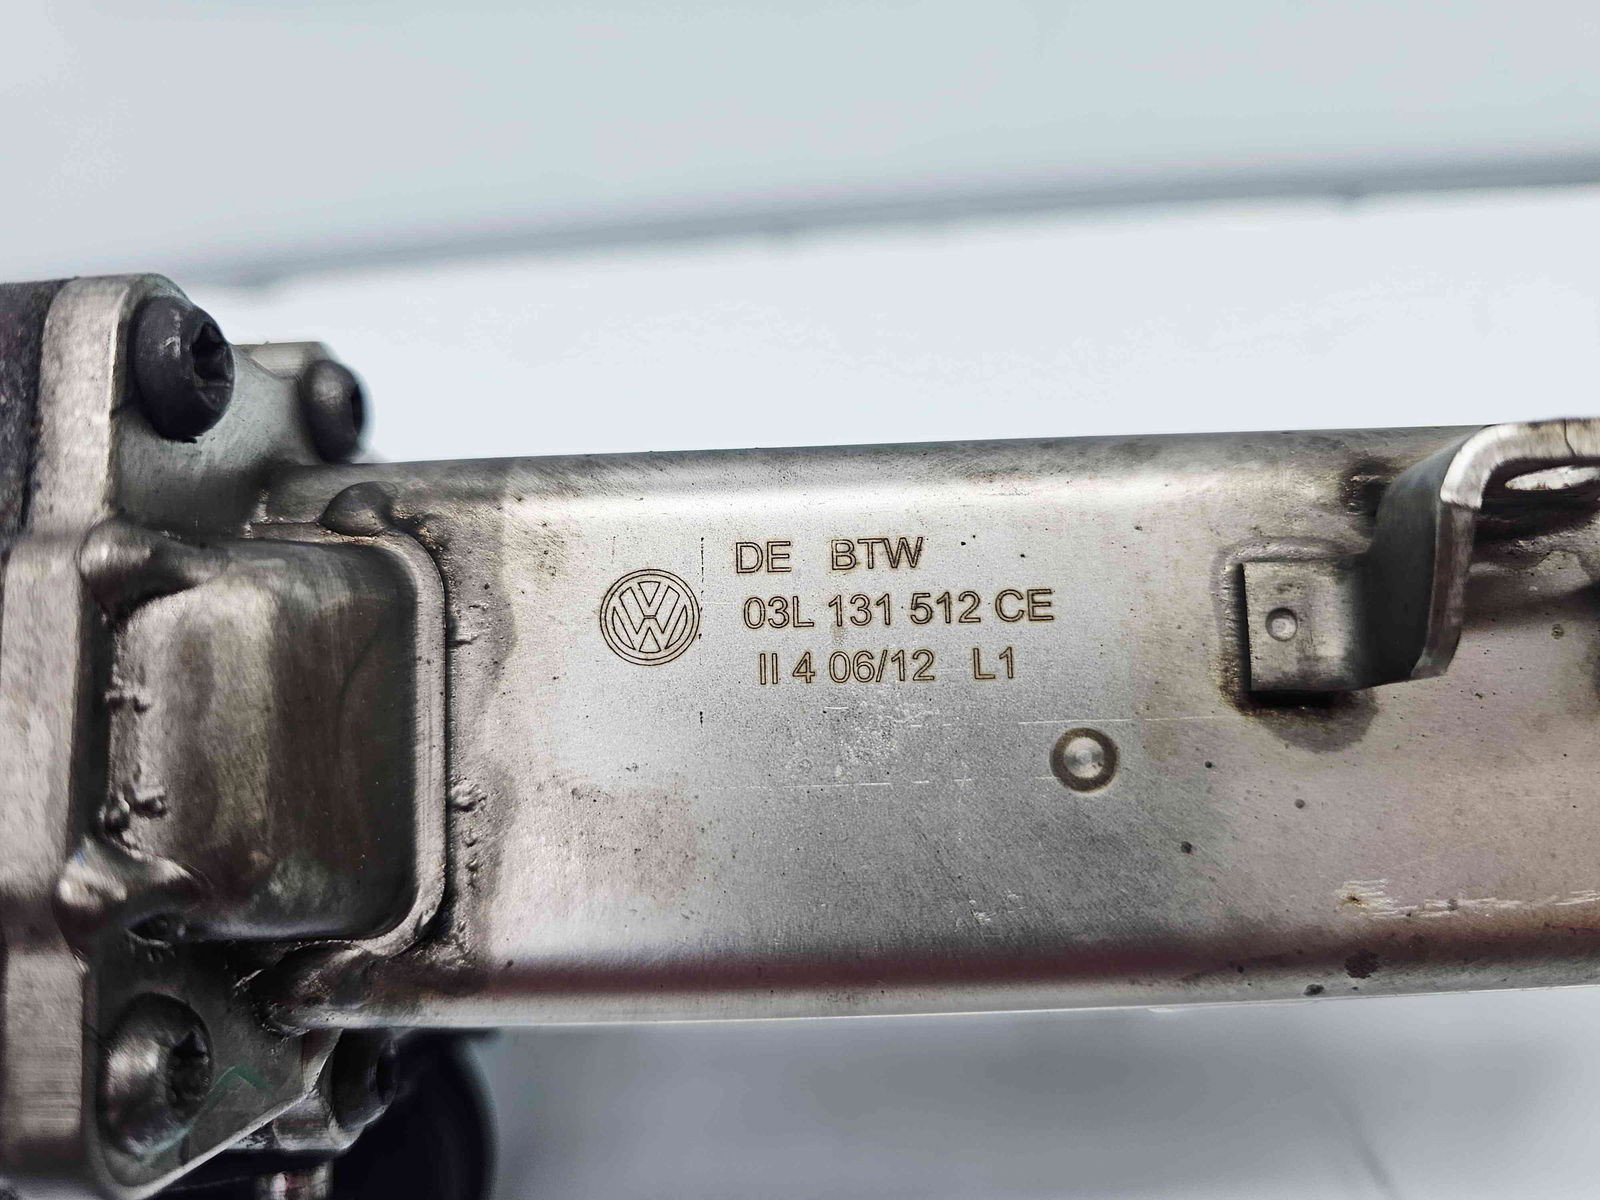 DE BTW
03L 131 512 CE
II 4 06/12 L1